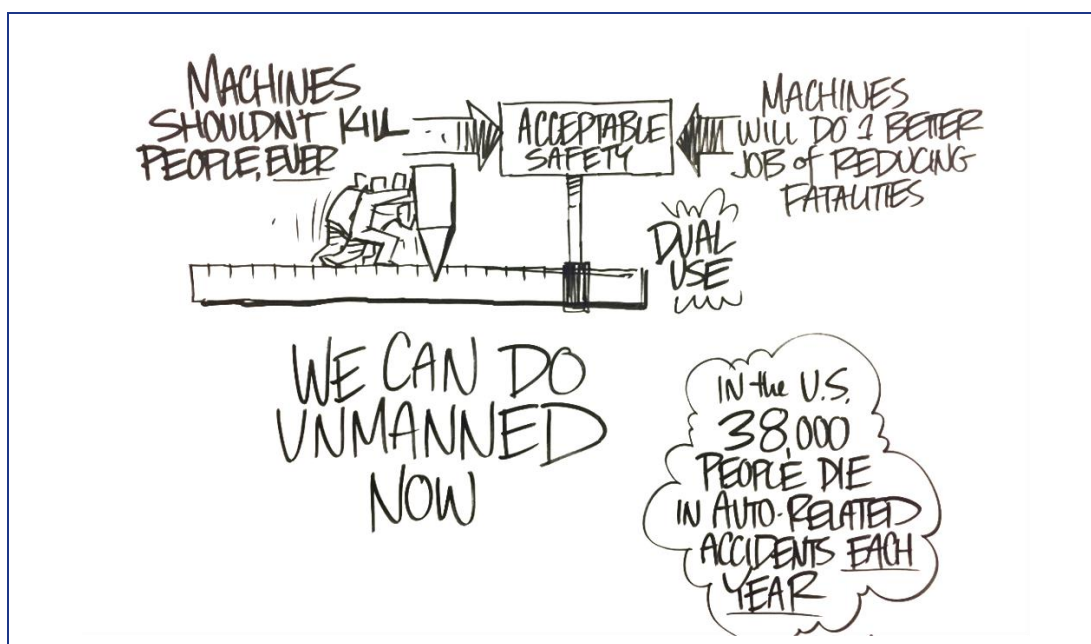 MACHINES
SHOULDN'T KILL
PEOPLE, EVER
ACCEPTABLE
SAFETY
MACHINES
WILL DO A BETTER
JOB of REDUCING
FATALITIES
DUAL
USE
WE CAN DO
UNMANNED
NOW
IN the U.S.
38,000
PEOPLE DIE
IN AUTO-RELATED
ACCIDENTS EACH
YEAR